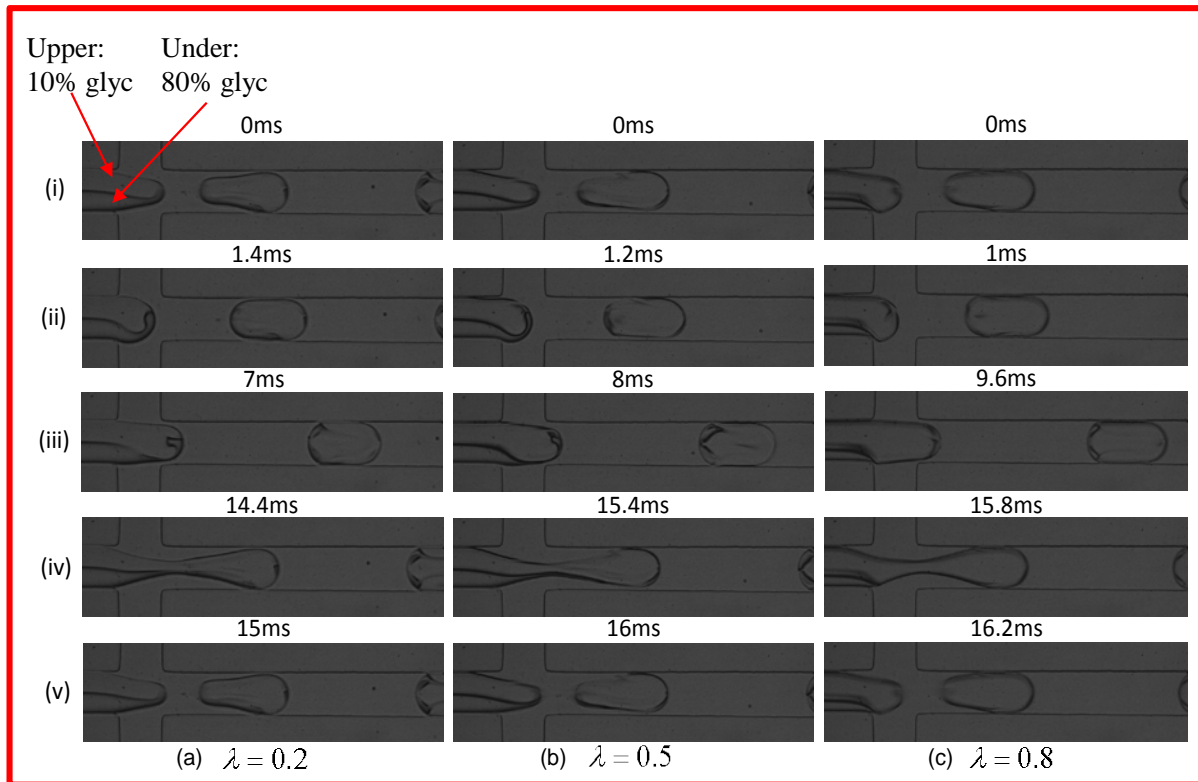 Upper: Under:
10% glyc 80% glyc
0ms 0ms 0ms
(i)
1.4ms 1.2ms 1ms
(ii)
7ms 8ms 9.6ms
(iii)
14.4ms 15.4ms 15.8ms
(iv)
15ms 16ms 16.2ms
(v)
(a) λ = 0.2 (b) λ = 0.5 (c) λ = 0.8